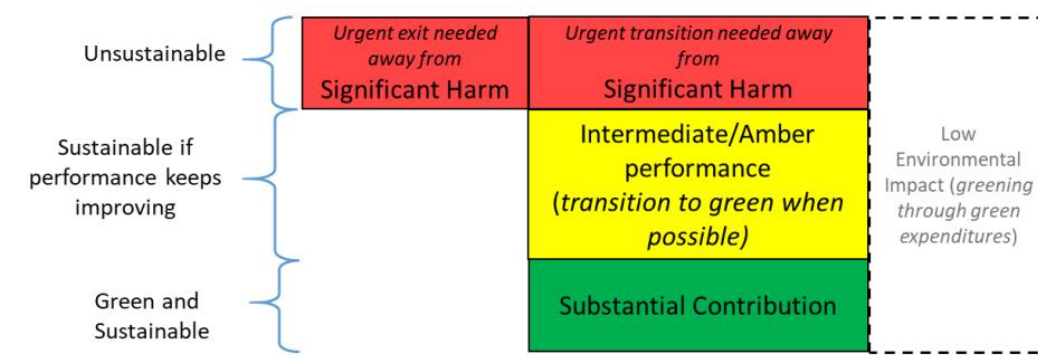 Unsustainable
Urgent exit needed
away from
Significant Harm
Urgent transition needed away
from
Significant Harm
Sustainable if
performance keeps
improving
Intermediate/Amber
performance
(transition to green when
possible)
Low
Environmental
Impact (greening
through green
expenditures)
Green and
Sustainable
Substantial Contribution